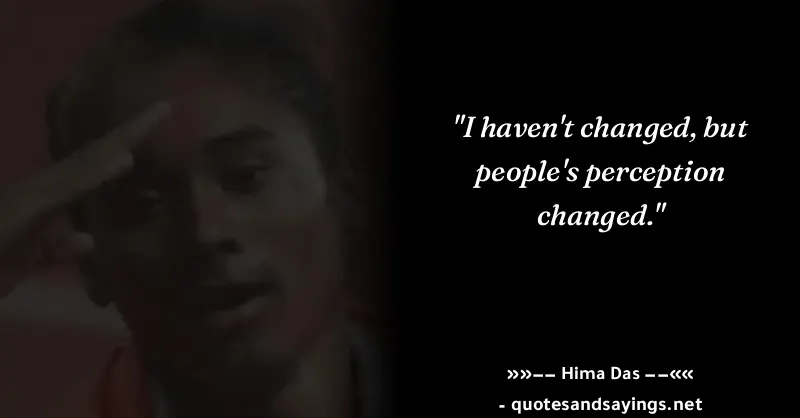 "I haven't changed, but
people's perception
changed."
»»–– Hima Das ––««
- quotesandsayings.net